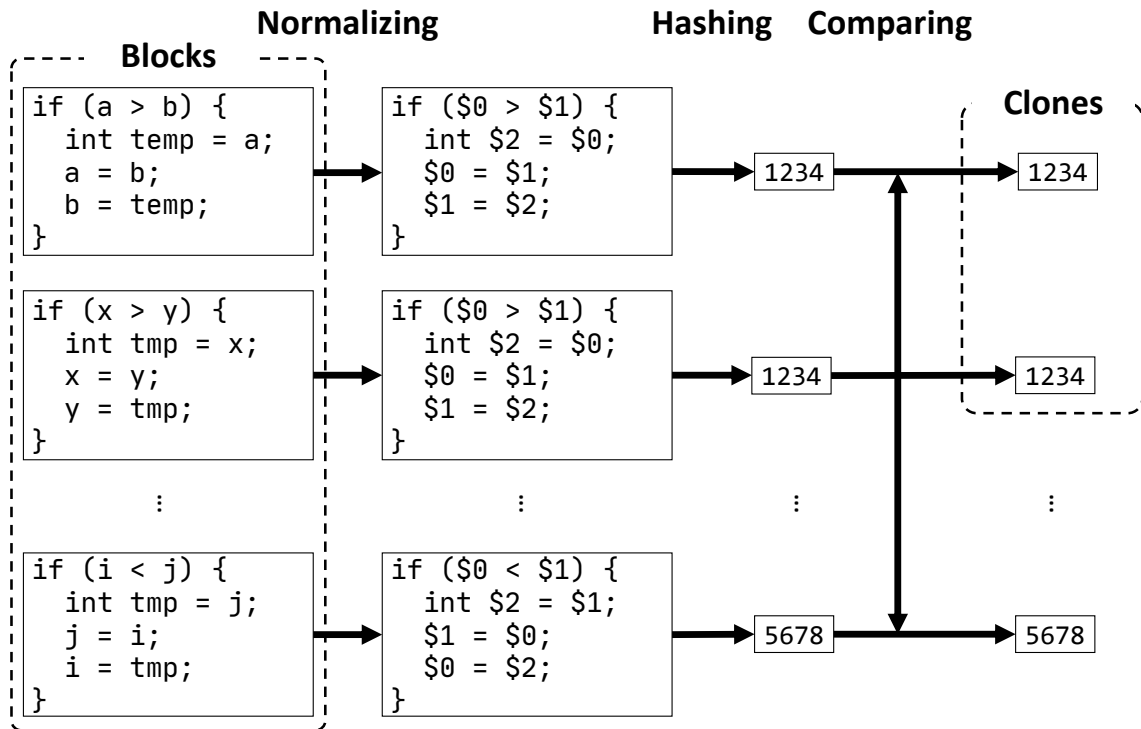 Normalizing
Hashing
Comparing
Blocks
Clones
if (a > b) {
  int temp = a;
  a = b;
  b = temp;
}
if ($0 > $1) {
  int $2 = $0;
  $0 = $1;
  $1 = $2;
}
1234
1234
if (x > y) {
  int tmp = x;
  x = y;
  y = tmp;
}
if ($0 > $1) {
  int $2 = $0;
  $0 = $1;
  $1 = $2;
}
1234
1234
⋮
⋮
⋮
⋮
if (i < j) {
  int tmp = j;
  j = i;
  i = tmp;
}
if ($0 < $1) {
  int $2 = $1;
  $1 = $0;
  $0 = $2;
}
5678
5678